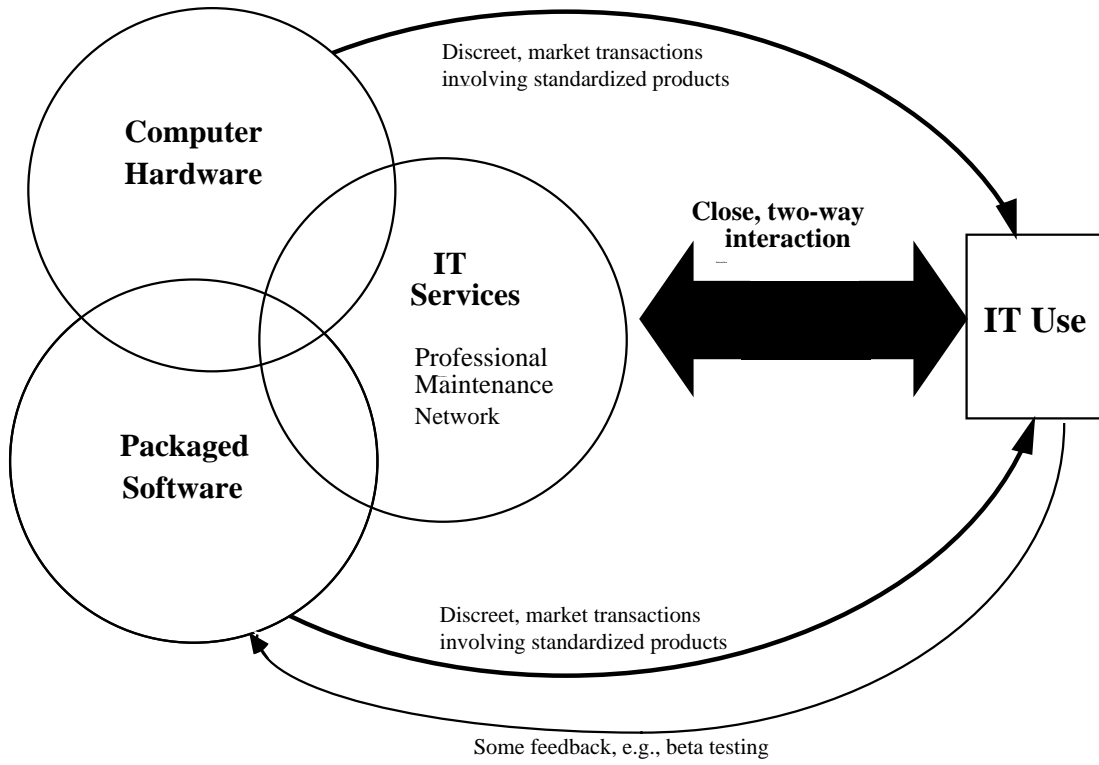 Discreet, market transactions
involving standardized products
Computer
Hardware
Close, two-way
interaction
IT
Services
IT Use
Professional
Maintenance
Network
Packaged
Software
Discreet, market transactions
involving standardized products
Some feedback, e.g., beta testing